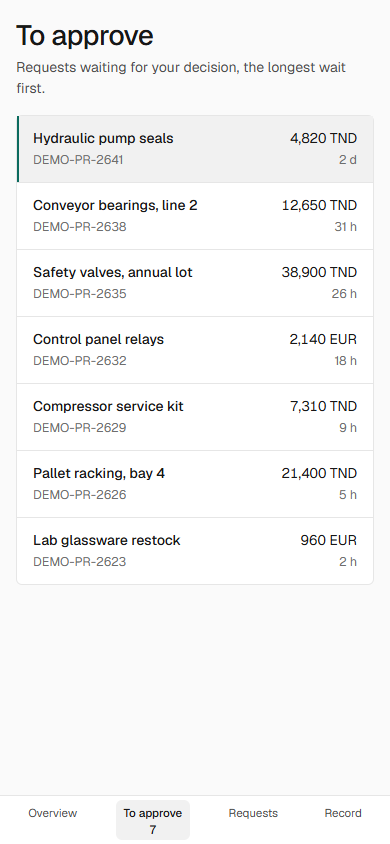 To approve
Requests waiting for your decision, the longest wait
first.
Hydraulic pump seals 4,820 TND
DEMO-PR-2641 2 d
Conveyor bearings, line 2 12,650 TND
DEMO-PR-2638 31 h
Safety valves, annual lot 38,900 TND
DEMO-PR-2635 26 h
Control panel relays 2,140 EUR
DEMO-PR-2632 18 h
Compressor service kit 7,310 TND
DEMO-PR-2629 9 h
Pallet racking, bay 4 21,400 TND
DEMO-PR-2626 5 h
Lab glassware restock 960 EUR
DEMO-PR-2623 2 h
Overview To approve Requests Record
7